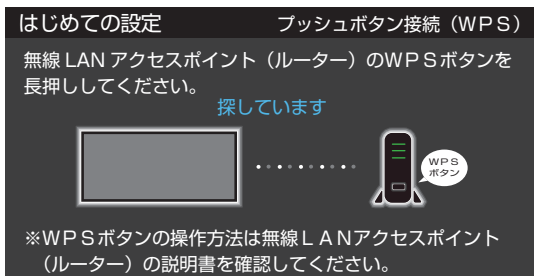 はじめての設定 プッシュボタン接続（WPS）
無線 LAN アクセスポイント（ルーター）のWPSボタンを
長押ししてください。
探しています
WPS
ボタン
※WPSボタンの操作方法は無線LANアクセスポイント
（ルーター）の説明書を確認してください。